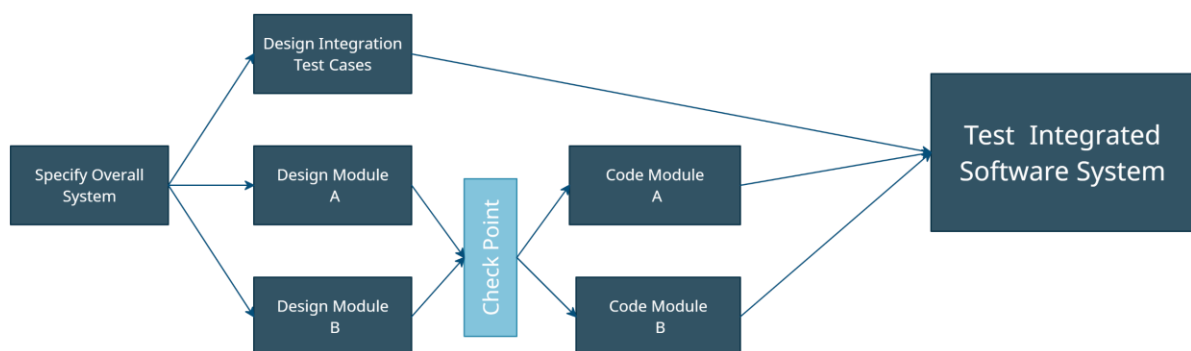 Design Integration
Test Cases
Specify Overall
System
Design Module
A
Design Module
B
Check Point
Code Module
A
Code Module
B
Test Integrated
Software System